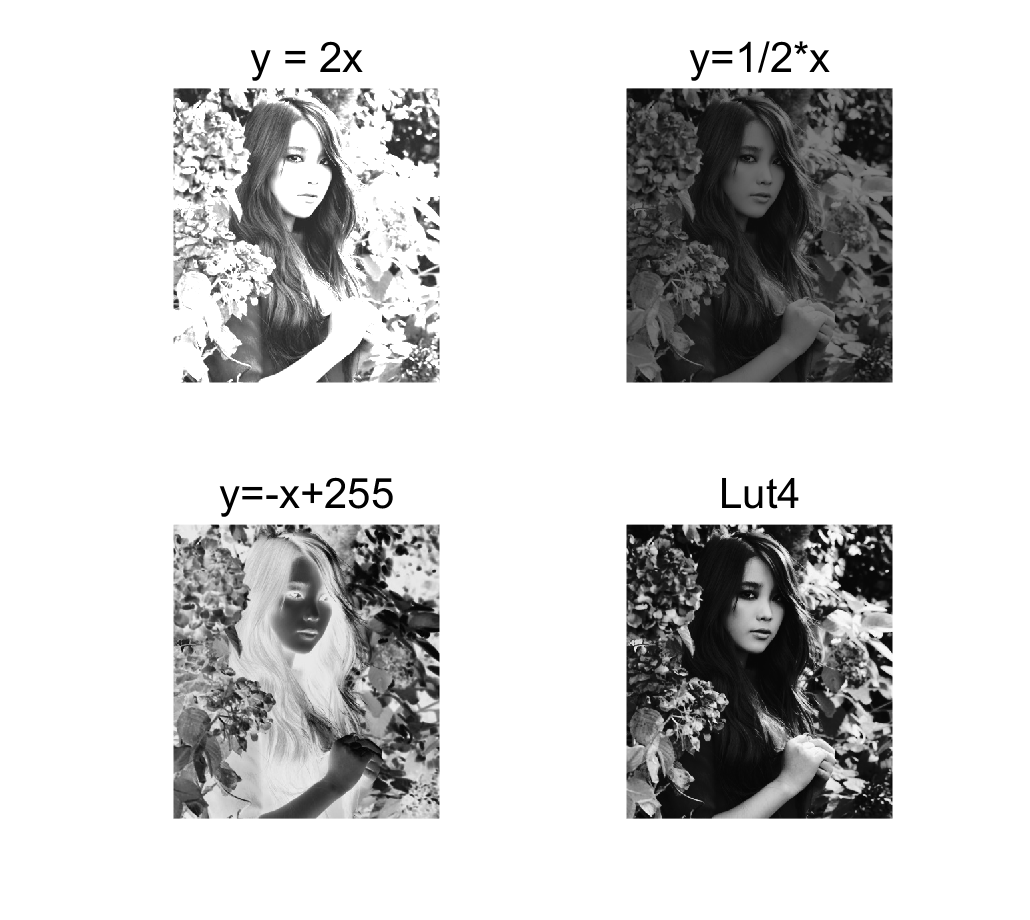 y = 2x
y=1/2*x
y=-x+255
Lut4